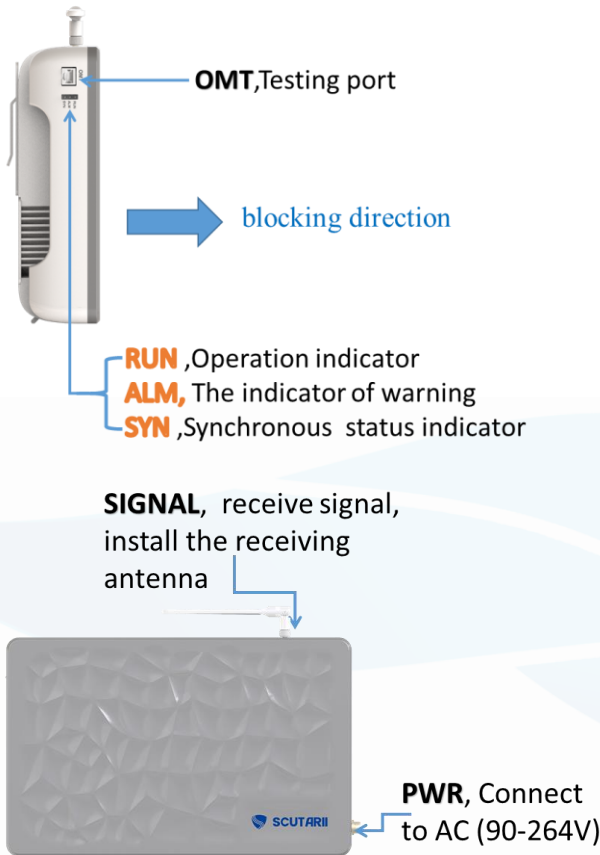 OMT,Testing port
blocking direction
RUN ,Operation indicator
ALM, The indicator of warning
SYN ,Synchronous status indicator
SIGNAL, receive signal,
install the receiving
antenna
SCUTARII
PWR, Connect
to AC (90-264V)